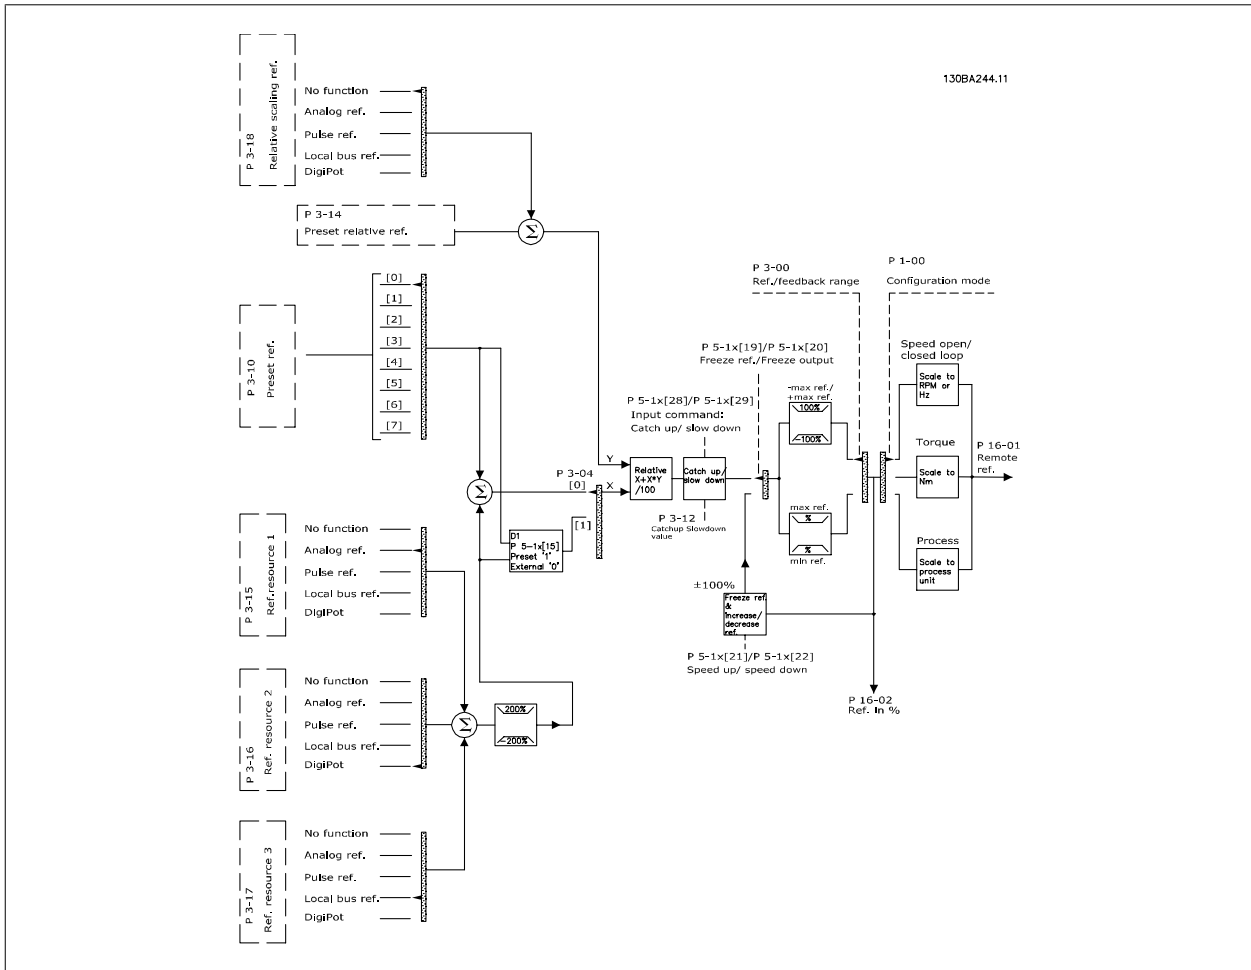 130BA244.11
P 3-18
Relative scaling ref.
No function
Analog ref.
Pulse ref.
Local bus ref.
DigiPot
P 3-14
Preset relative ref.
Σ
P 3-10
Preset ref.
[0]
[1]
[2]
[3]
[4]
[5]
[6]
[7]
P 3-00
Ref./feedback range
P 1-00
Configuration mode
P 5-1x[19]/P 5-1x[20]
Freeze ref./Freeze output
Speed open/
closed loop
Scale to
RPM or
Hz
-max ref./
+max ref.
100%
-100%
P 5-1x[28]/P 5-1x[29]
Input command:
Catch up/ slow down
Torque
Scale to
Nm
P 16-01
Remote
ref.
Y
X
Relative
X+X*Y
/100
Catch up/
slow down
P 3-04
[0]
[1]
Σ
P 3-12
Catchup Slowdown
value
max ref.
%
%
min ref.
Process
Scale to
process
unit
D1
P 5-1x[15]
Preset '1'
External '0'
±100%
Freeze ref.
&
increase/
decrease
ref.
P 5-1x[21]/P 5-1x[22]
Speed up/ speed down
P 16-02
Ref. in %
P 3-15
Ref.resource 1
No function
Analog ref.
Pulse ref.
Local bus ref.
DigiPot
P 3-16
Ref. resource 2
No function
Analog ref.
Pulse ref.
Local bus ref.
DigiPot
Σ
200%
-200%
P 3-17
Ref. resource 3
No function
Analog ref.
Pulse ref.
Local bus ref.
DigiPot